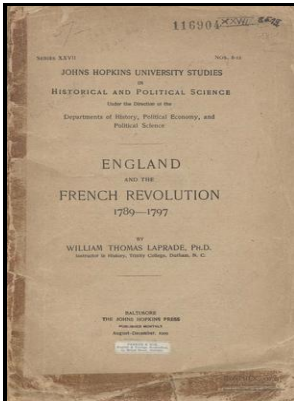 116904 XXVII
SERIES XXVII NOS. 8-12
JOHNS HOPKINS UNIVERSITY STUDIES
IN
HISTORICAL AND POLITICAL SCIENCE
Under the Direction of the
Departments of History, Political Economy, and
Political Science
ENGLAND
AND THE
FRENCH REVOLUTION
1789—1797
BY
WILLIAM THOMAS LAPRADE, PH.D.
Instructor in History, Trinity College, Durham, N. C.
BALTIMORE
THE JOHNS HOPKINS PRESS
PUBLISHED MONTHLY
August-December, 1909